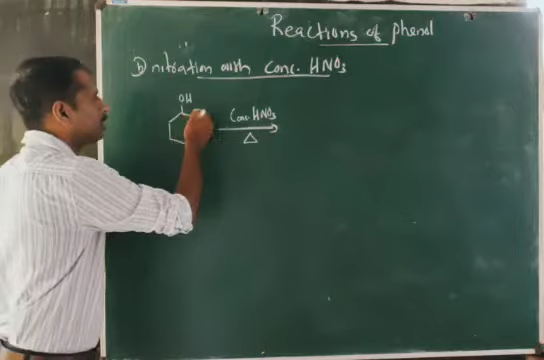 Reactions of phenol
1) nitration with Conc. HNO3
OH
Conc. HNO3
Δ